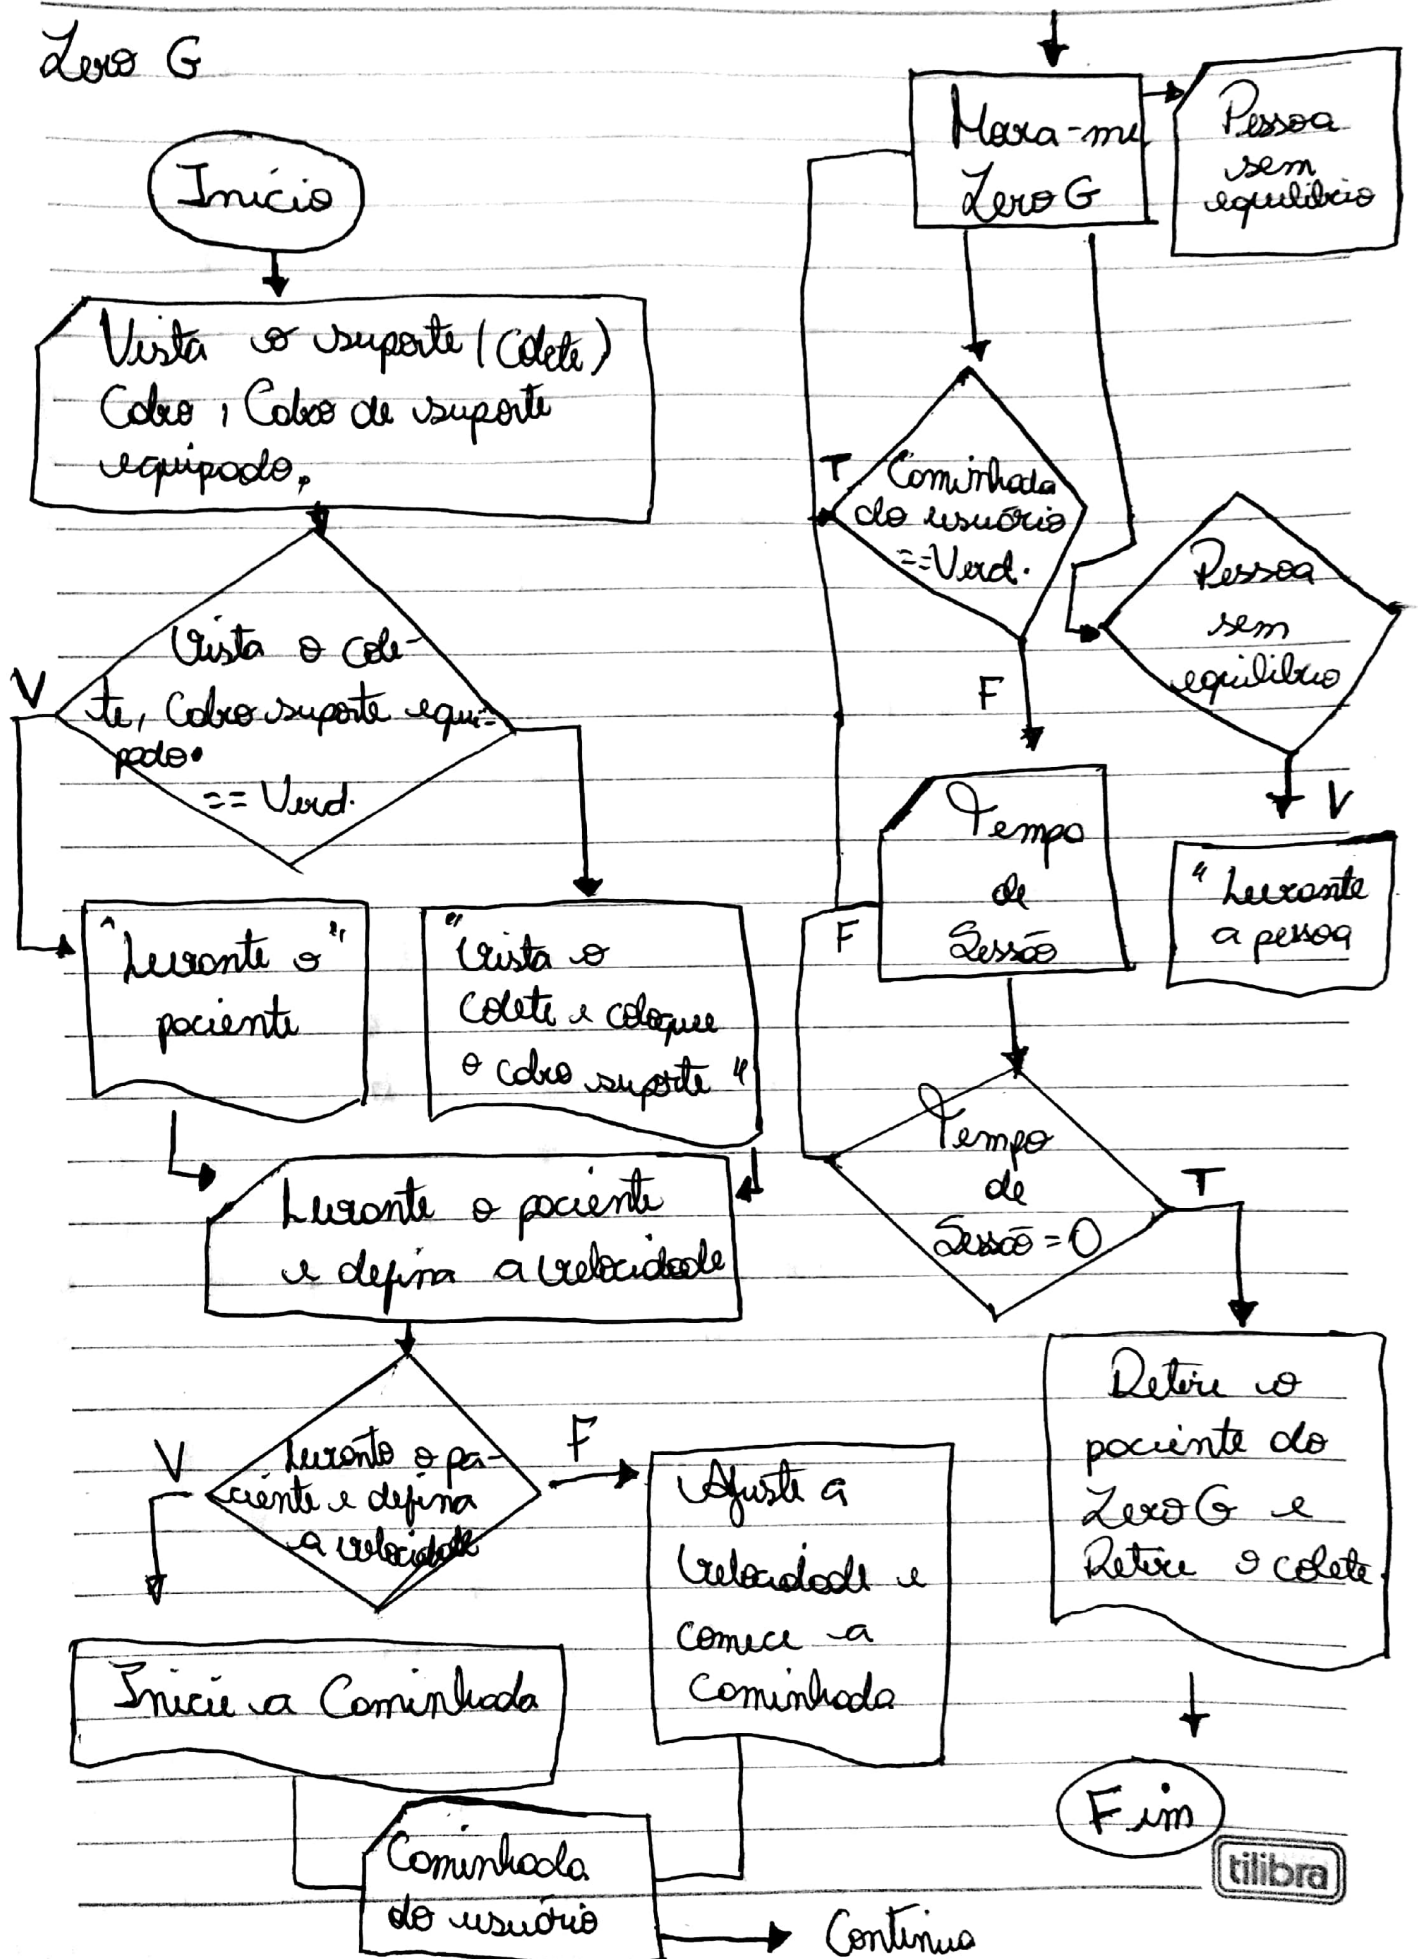 Zero G
Início
Vista o suporte (Colete)
Cabo, Cabo de suporte
equipado.
Vista o cole-
te, Cabo suporte equi-
pado.
== Verd.
V
"Levante o"
paciente
"Vista o
colete e coloque
o cabo suporte"
Levante o paciente
e defina a velocidade
Levante o pa-
ciente e defina
a velocidade
V
F
Inicie a Caminhada
Ajuste a
Velocidade e
comece a
Caminhada
Caminhada
do usuário
Continua
Zero G
Pessoa
sem
equilíbrio
T
Caminhada
do usuário
==Verd.
F
Pessoa
sem
equilíbrio
V
"Levante
a pessoa
Tempo
de
Sessão
F
Tempo
de
Sessão = 0
T
Retire o
paciente do
Zero G e
Retire o colete.
Fim
tilibra